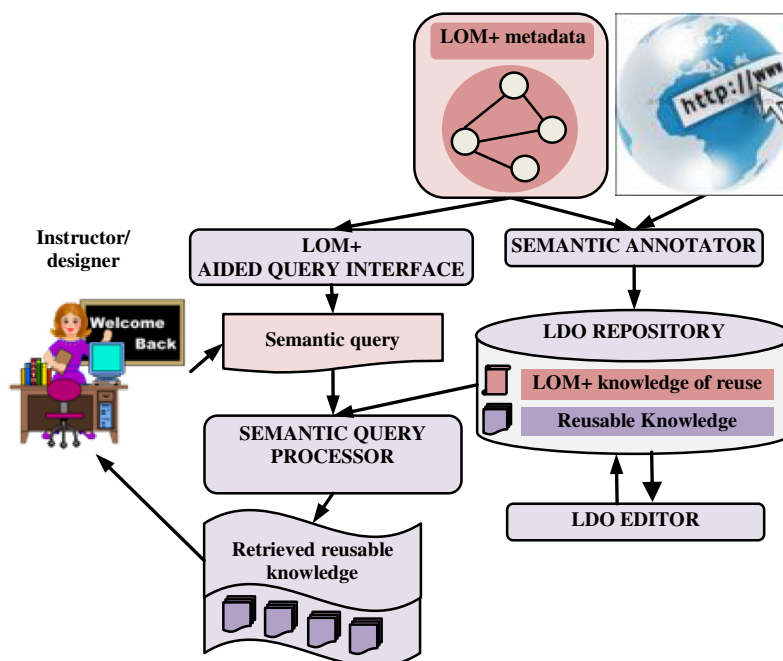 LOM+ metadata
http://www
Instructor/
designer
LOM+
AIDED QUERY INTERFACE
SEMANTIC ANNOTATOR
Welcome
Back
Semantic query
LDO REPOSITORY
LOM+ knowledge of reuse
Reusable Knowledge
SEMANTIC QUERY
PROCESSOR
LDO EDITOR
Retrieved reusable
knowledge